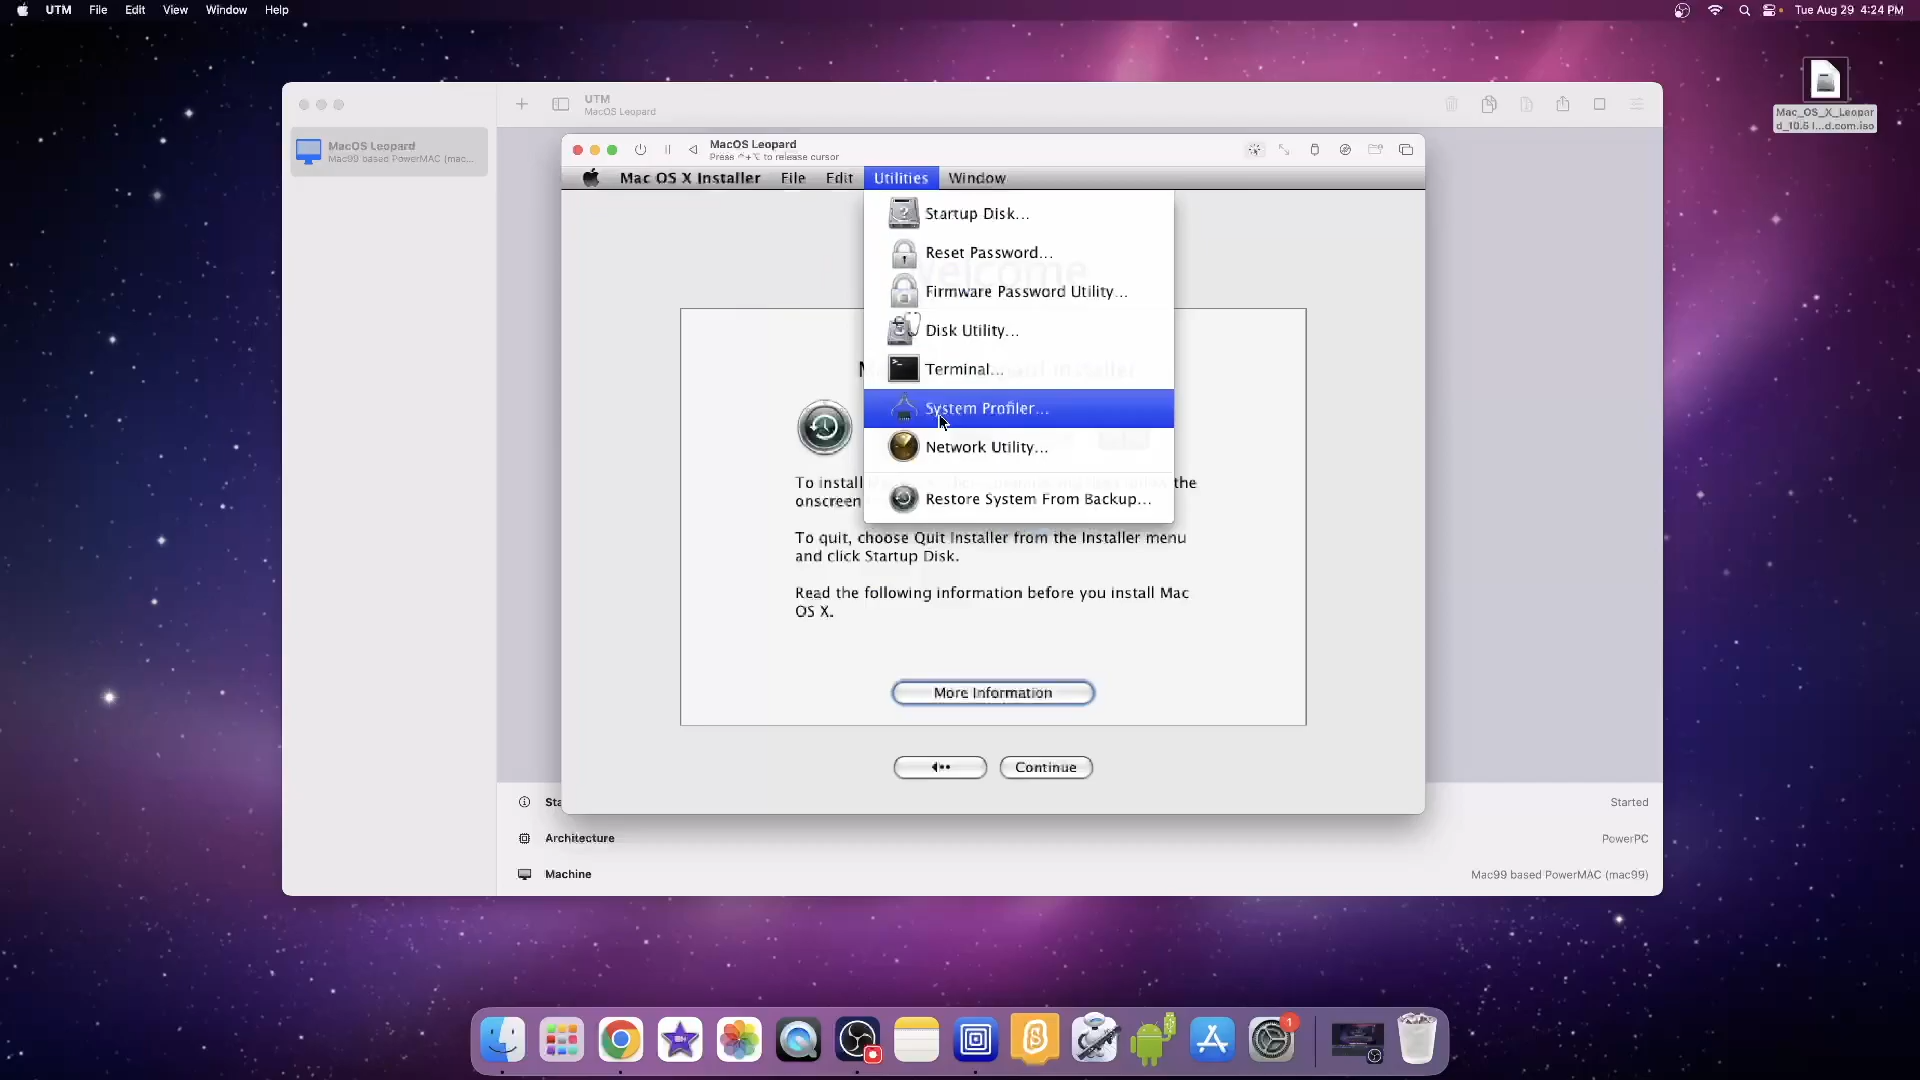 UTM File Edit View Window Help
Tue Aug 29 4:24 PM
Mac_OS_X_Leopar
d_10.5 I...d.com.iso
UTM
MacOS Leopard
MacOS Leopard
Mac99 based PowerMAC (mac...
MacOS Leopard
Press ⌃+⌥ to release cursor
Mac OS X Installer File Edit Utilities Window
Startup Disk...
Reset Password...
Firmware Password Utility...
Disk Utility...
Terminal...
System Profiler...
Network Utility...
Restore System From Backup...
Welcome
To install
the
onscreen
To quit, choose Quit Installer from the Installer menu
and click Startup Disk.
Read the following information before you install Mac
OS X.
More Information
Continue
Sta
Started
Architecture
PowerPC
Machine
Mac99 based PowerMAC (mac99)
1